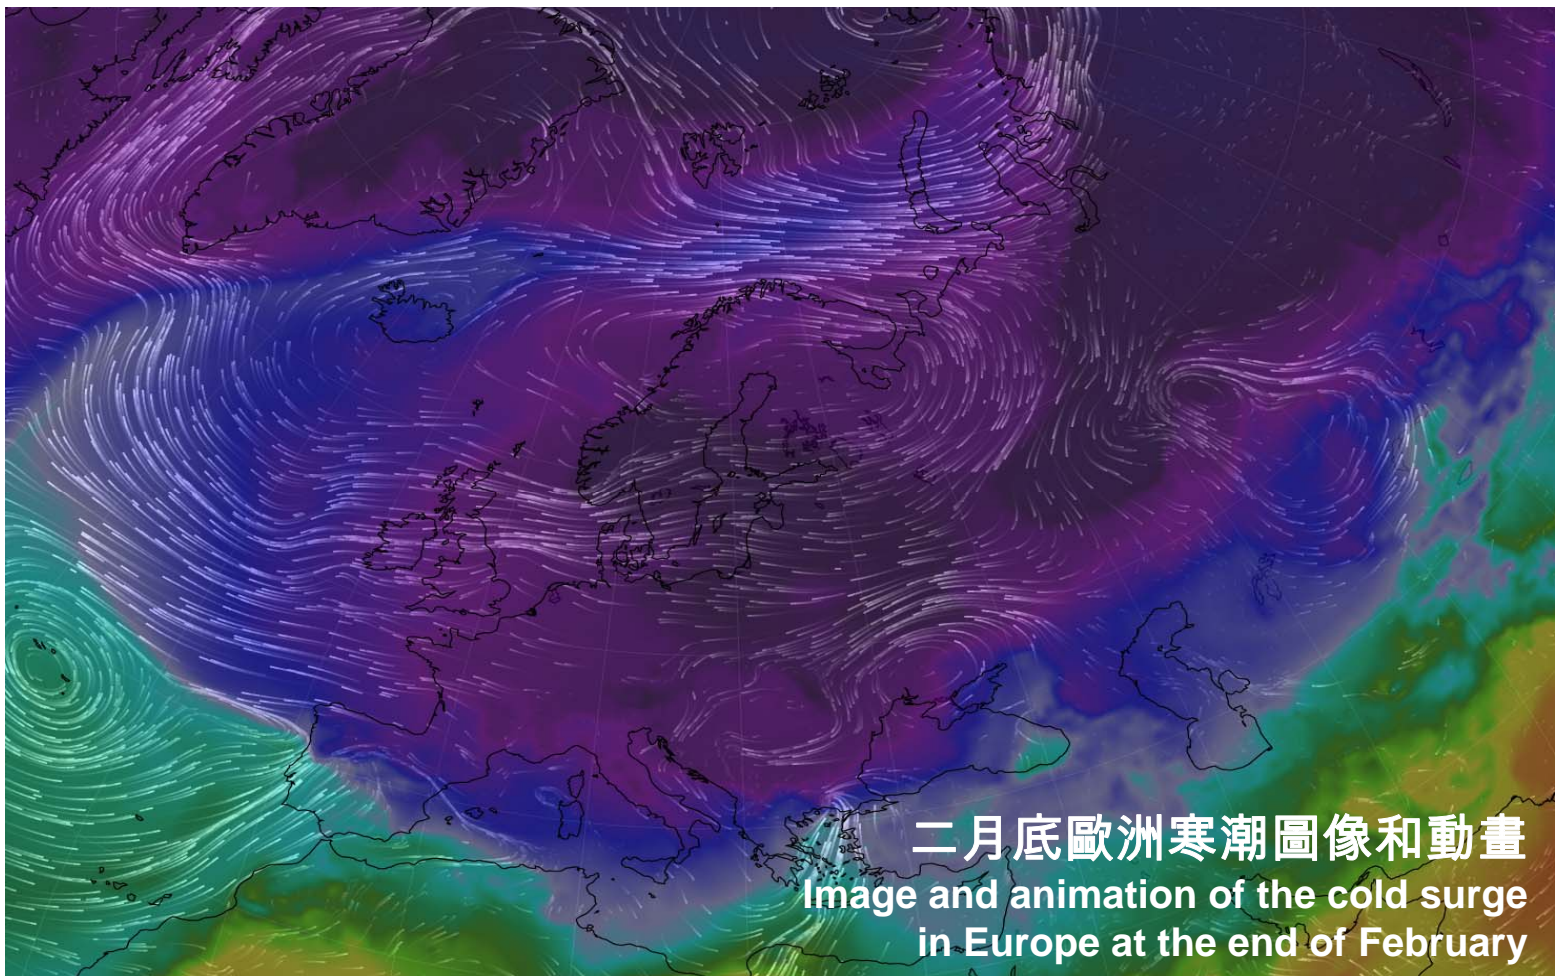 二月底歐洲寒潮圖像和動畫
Image and animation of the cold surge
in Europe at the end of February